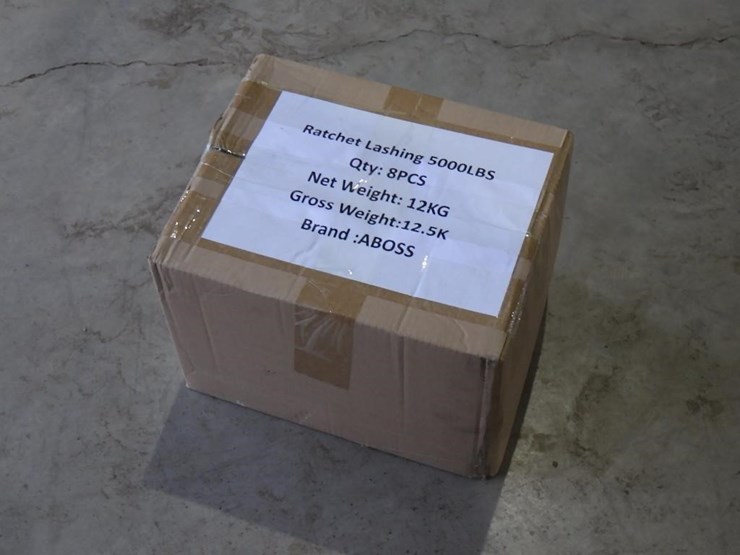 Ratchet Lashing 5000LBS
Qty: 8PCS
Net Weight: 12KG
Gross Weight:12.5K
Brand :ABOSS